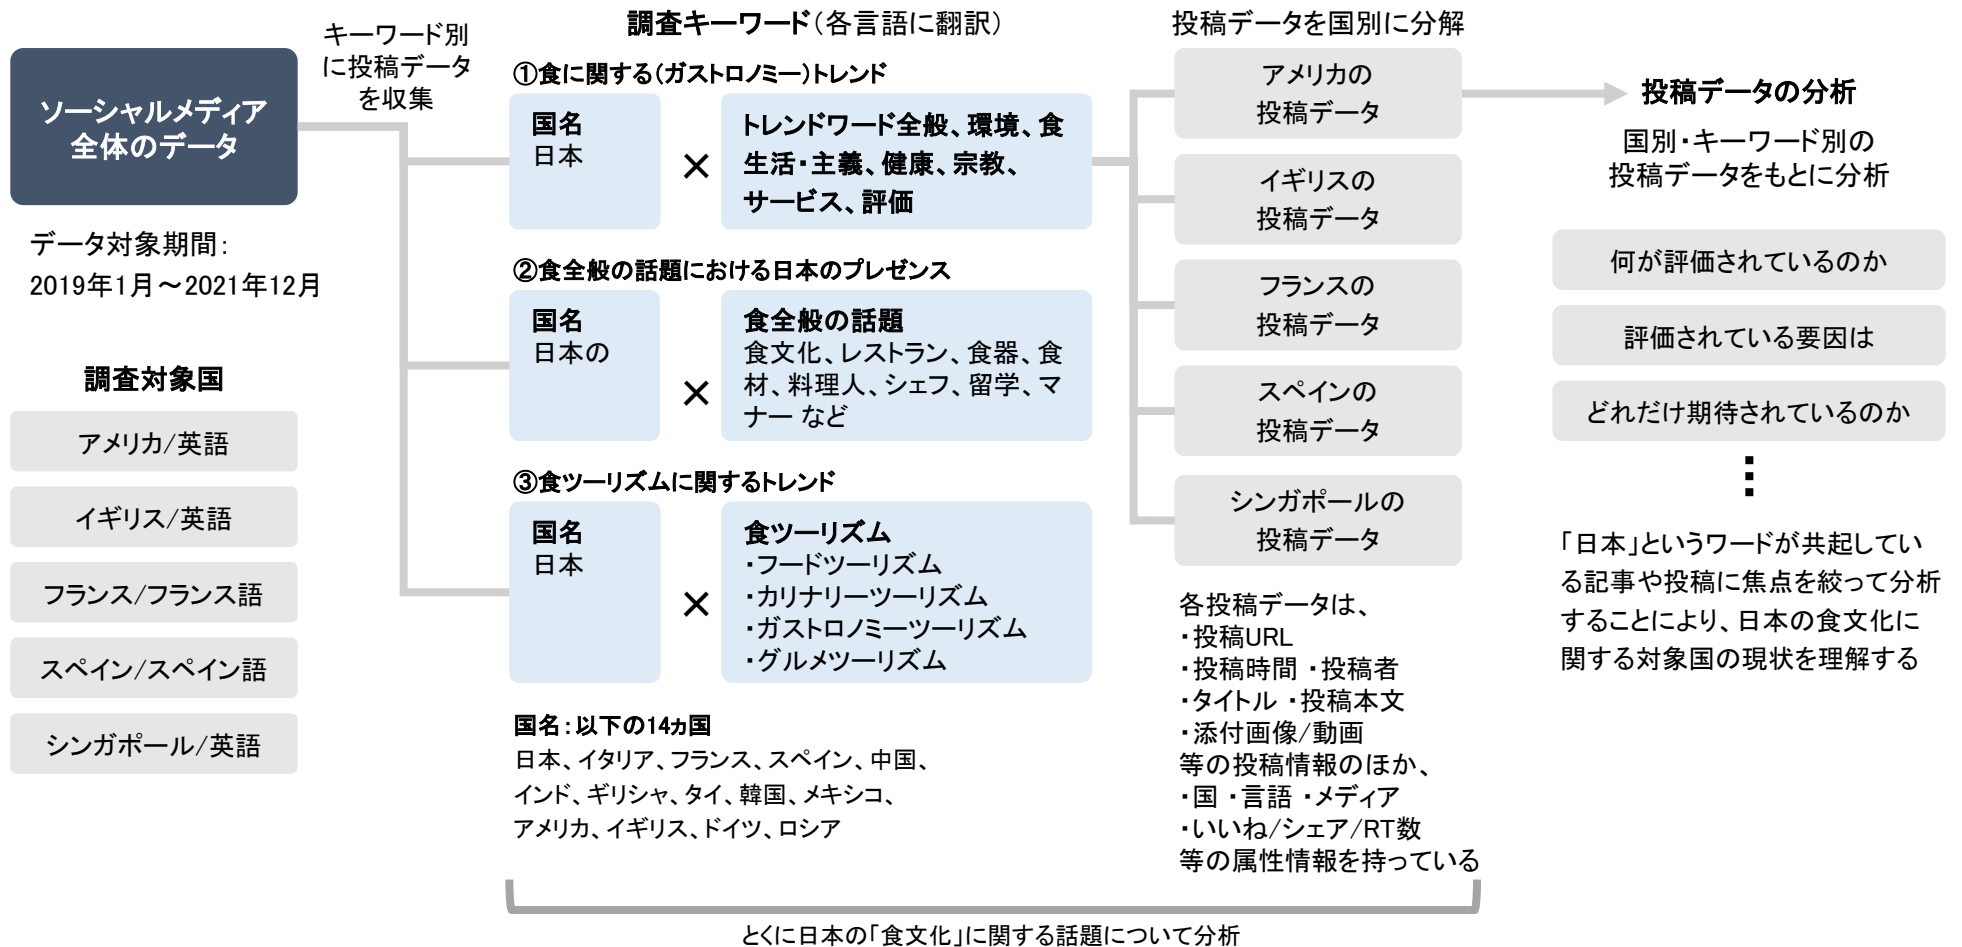 ソーシャルメディア
全体のデータ
データ対象期間：
2019年1月～2021年12月
調査対象国
アメリカ/英語
イギリス/英語
フランス/フランス語
スペイン/スペイン語
シンガポール/英語
キーワード別
に投稿データ
を収集
調査キーワード（各言語に翻訳）
①食に関する（ガストロノミー）トレンド
国名
日本
×
トレンドワード全般、環境、食
生活・主義、健康、宗教、
サービス、評価
②食全般の話題における日本のプレゼンス
国名
日本の
×
食全般の話題
食文化、レストラン、食器、食
材、料理人、シェフ、留学、マ
ナー など
③食ツーリズムに関するトレンド
国名
日本
×
食ツーリズム
・フードツーリズム
・カリナリーツーリズム
・ガストロノミーツーリズム
・グルメツーリズム
国名：以下の14ヵ国
日本、イタリア、フランス、スペイン、中国、
インド、ギリシャ、タイ、韓国、メキシコ、
アメリカ、イギリス、ドイツ、ロシア
投稿データを国別に分解
アメリカの
投稿データ
イギリスの
投稿データ
フランスの
投稿データ
スペインの
投稿データ
シンガポールの
投稿データ
各投稿データは、
・投稿URL
・投稿時間 ・投稿者
・タイトル ・投稿本文
・添付画像/動画
等の投稿情報のほか、
・国 ・言語 ・メディア
・いいね/シェア/RT数
等の属性情報を持っている
投稿データの分析
国別・キーワード別の
投稿データをもとに分析
何が評価されているのか
評価されている要因は
どれだけ期待されているのか
「日本」というワードが共起してい
る記事や投稿に焦点を絞って分析
することにより、日本の食文化に
関する対象国の現状を理解する
とくに日本の「食文化」に関する話題について分析